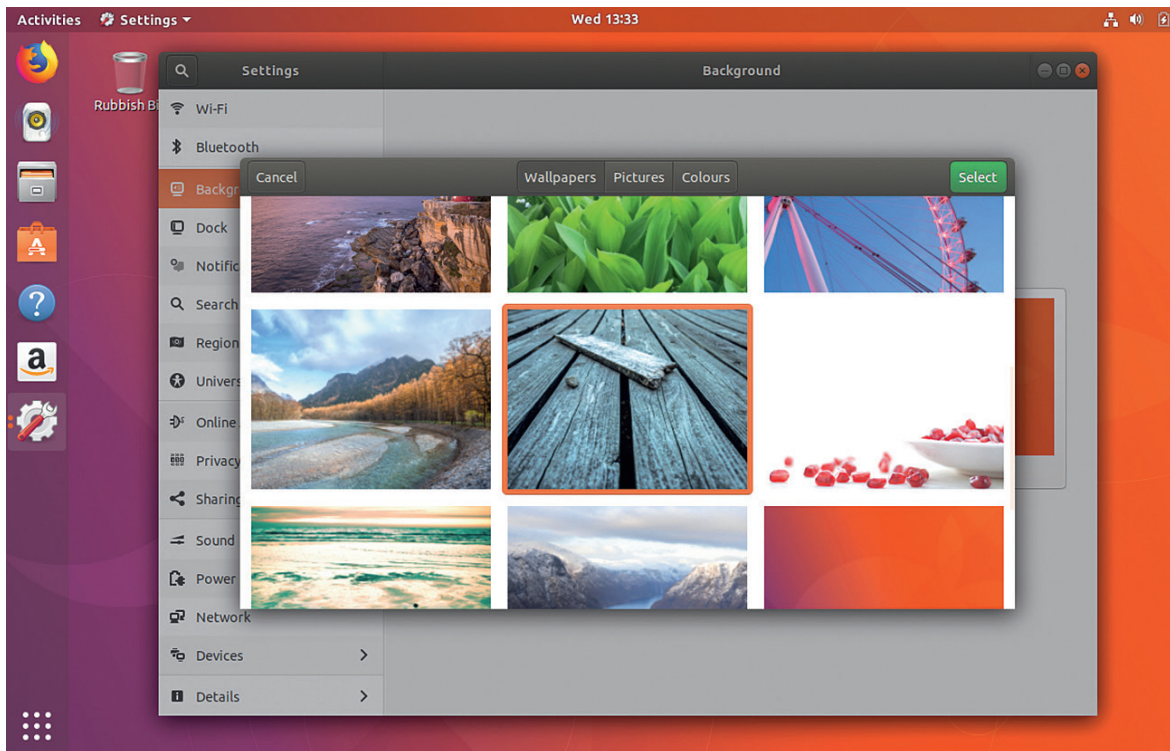 Activities Settings Wed 13:33
Rubbish Bi
Settings Background
Wi-Fi
Bluetooth
Cancel Wallpapers Pictures Colours Select
Backgr
Dock
Notific
Search
Region
Univers
Online
Privacy
Sharing
Sound
Power
Network
Devices
Details